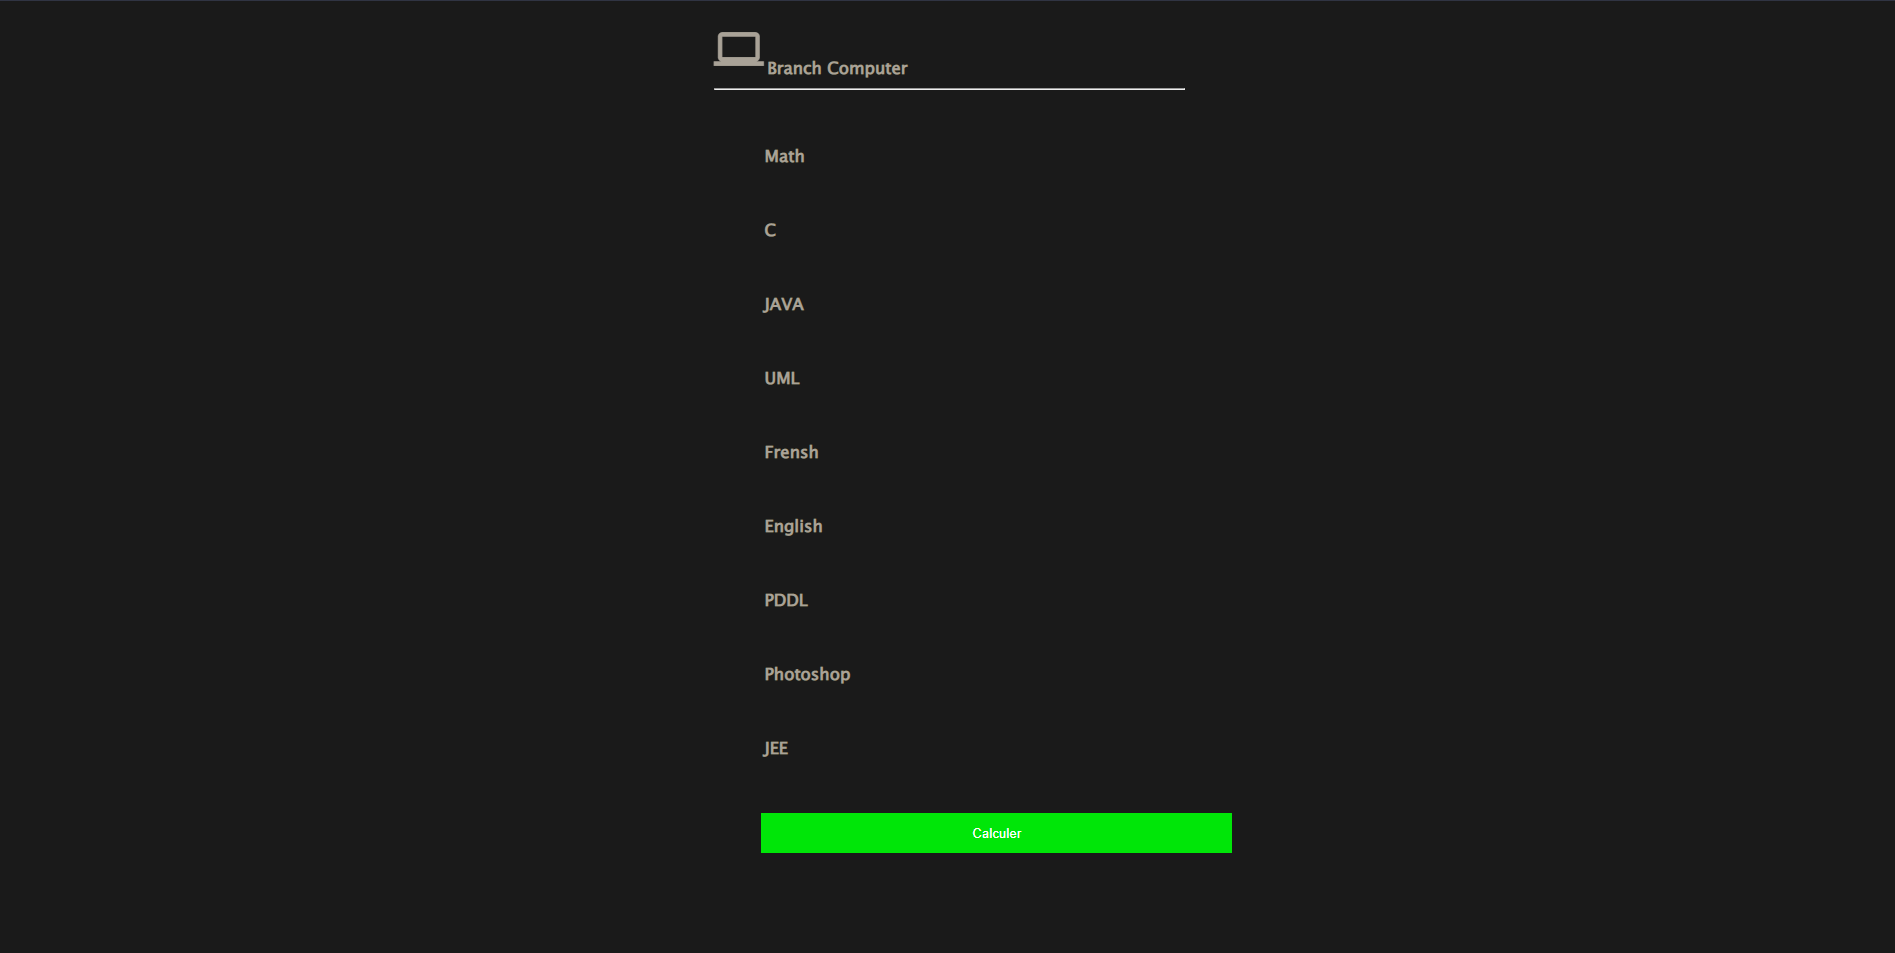 Branch Computer
Math
C
JAVA
UML
Frensh
English
PDDL
Photoshop
JEE
Calculer